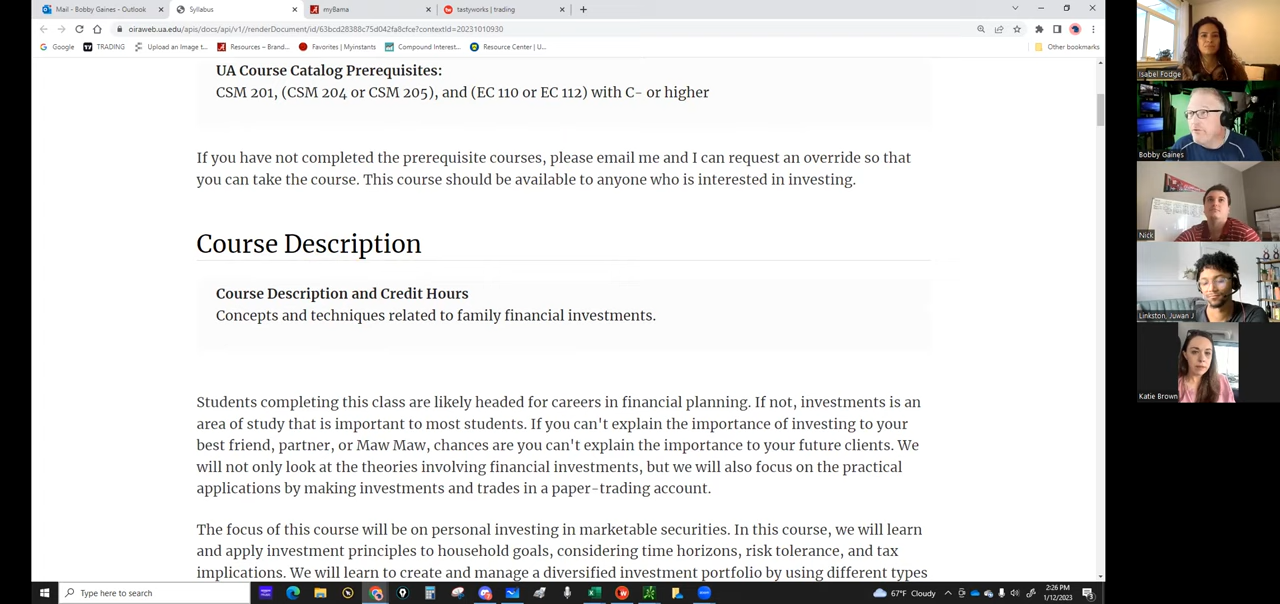 Mail - Bobby Gaines - Outlook
Syllabus
myBama
tastyworks | trading
oiraweb.ua.edu/apis/docs/api/v1//renderDocument/id/63bcd28388c75d042fa8cfce?contextId=20231010930
Google
TRADING
Upload an Image t...
Resources – Brand...
Favorites | Myinstants
Compound Interest...
Resource Center | U...
Other bookmarks
UA Course Catalog Prerequisites:
CSM 201, (CSM 204 or CSM 205), and (EC 110 or EC 112) with C- or higher
If you have not completed the prerequisite courses, please email me and I can request an override so that
you can take the course. This course should be available to anyone who is interested in investing.
Course Description
Course Description and Credit Hours
Concepts and techniques related to family financial investments.
Students completing this class are likely headed for careers in financial planning. If not, investments is an
area of study that is important to most students. If you can't explain the importance of investing to your
best friend, partner, or Maw Maw, chances are you can't explain the importance to your future clients. We
will not only look at the theories involving financial investments, but we will also focus on the practical
applications by making investments and trades in a paper-trading account.
The focus of this course will be on personal investing in marketable securities. In this course, we will learn
and apply investment principles to household goals, considering time horizons, risk tolerance, and tax
implications. We will learn to create and manage a diversified investment portfolio by using different types
Type here to search
67°F Cloudy
2:26 PM
1/12/2023
Isabel Fodge
Bobby Gaines
Nick
Linkston, Juwan J
Katie Brown